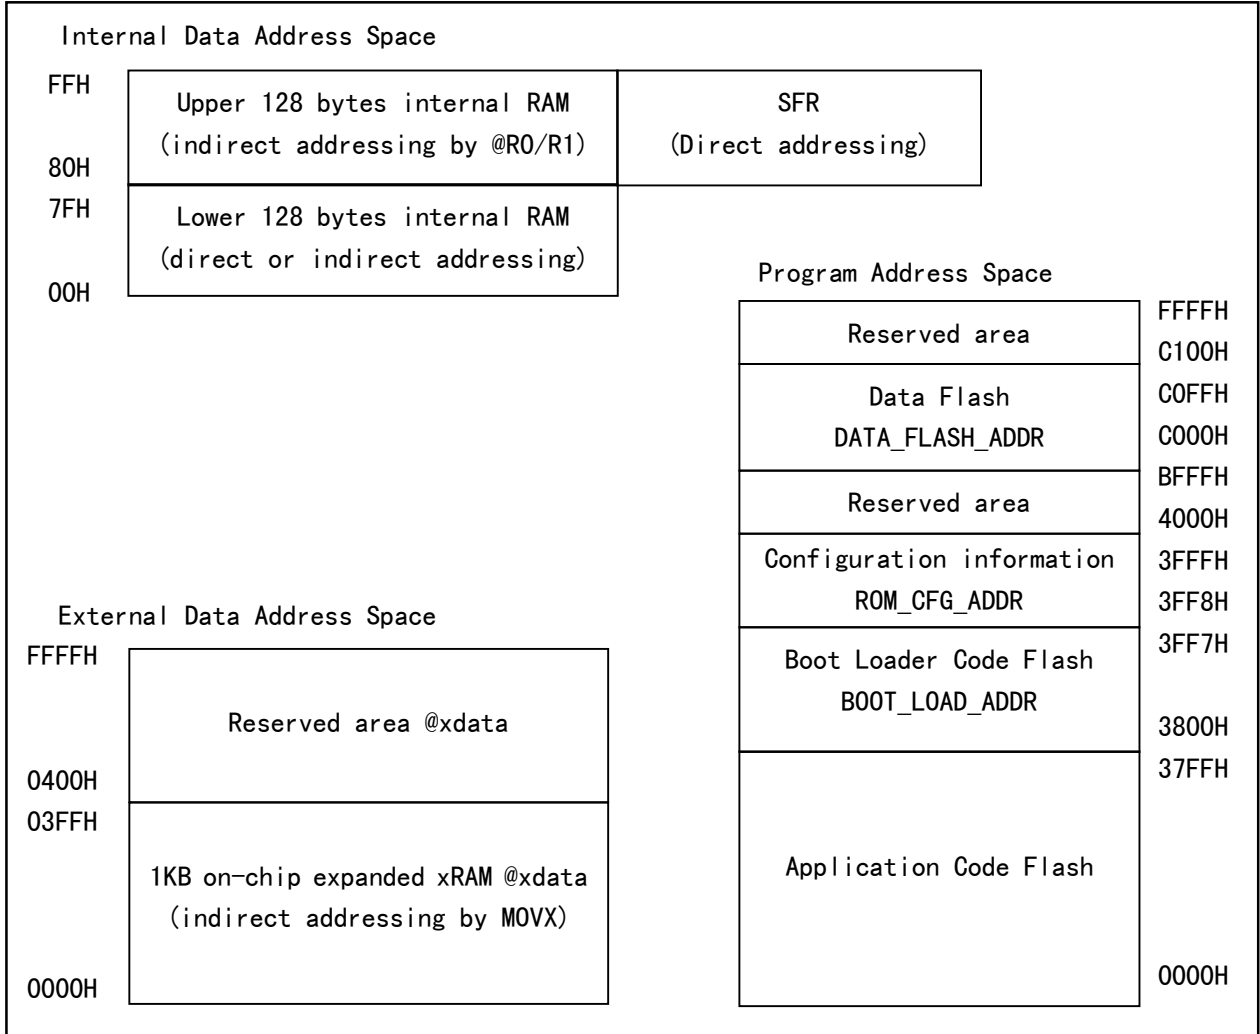 Internal Data Address Space
FFH
Upper 128 bytes internal RAM
(indirect addressing by @R0/R1)
80H
SFR
(Direct addressing)
7FH
Lower 128 bytes internal RAM
(direct or indirect addressing)
00H
Program Address Space
FFFFH
Reserved area
C100H
C0FFH
Data Flash
DATA_FLASH_ADDR
C000H
BFFFH
Reserved area
4000H
3FFFH
Configuration information
ROM_CFG_ADDR
3FF8H
3FF7H
Boot Loader Code Flash
BOOT_LOAD_ADDR
3800H
37FFH
Application Code Flash
0000H
External Data Address Space
FFFFH
Reserved area @xdata
0400H
03FFH
1KB on-chip expanded xRAM @xdata
(indirect addressing by MOVX)
0000H